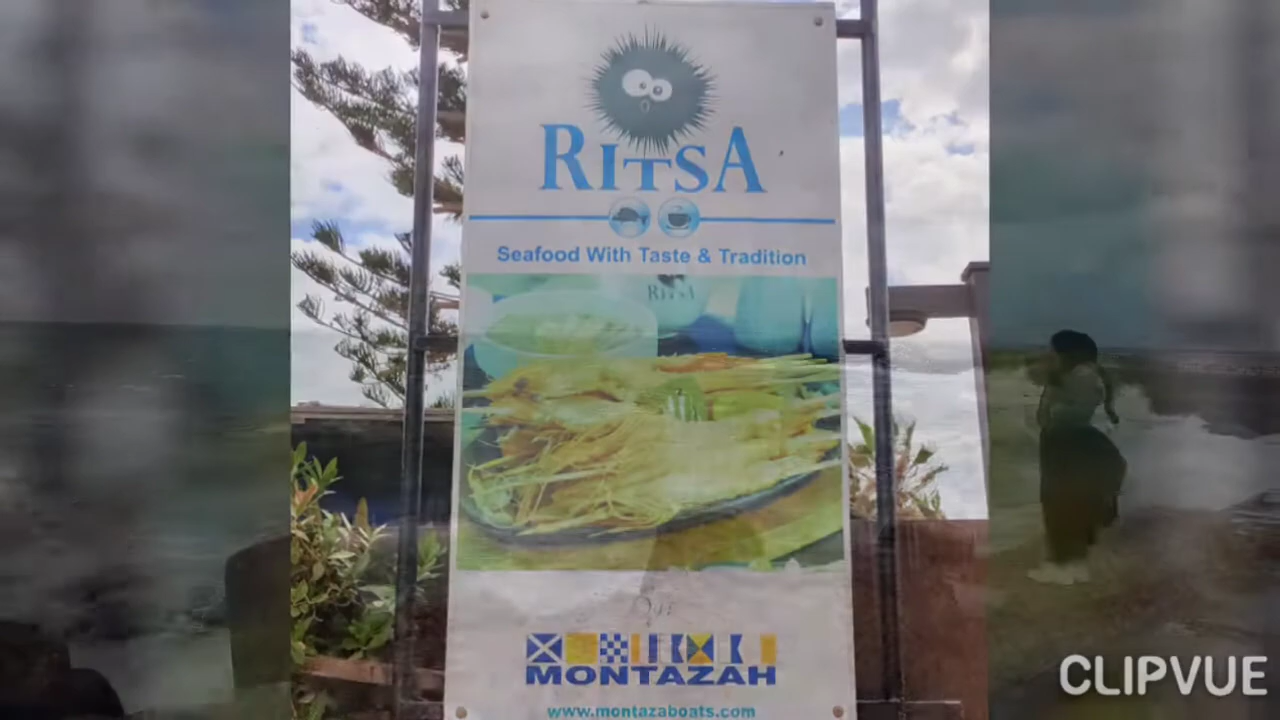 RITSA
Seafood With Taste & Tradition
RITSA
MONTAZAH
www.montazaboats.com
CLIPVUE